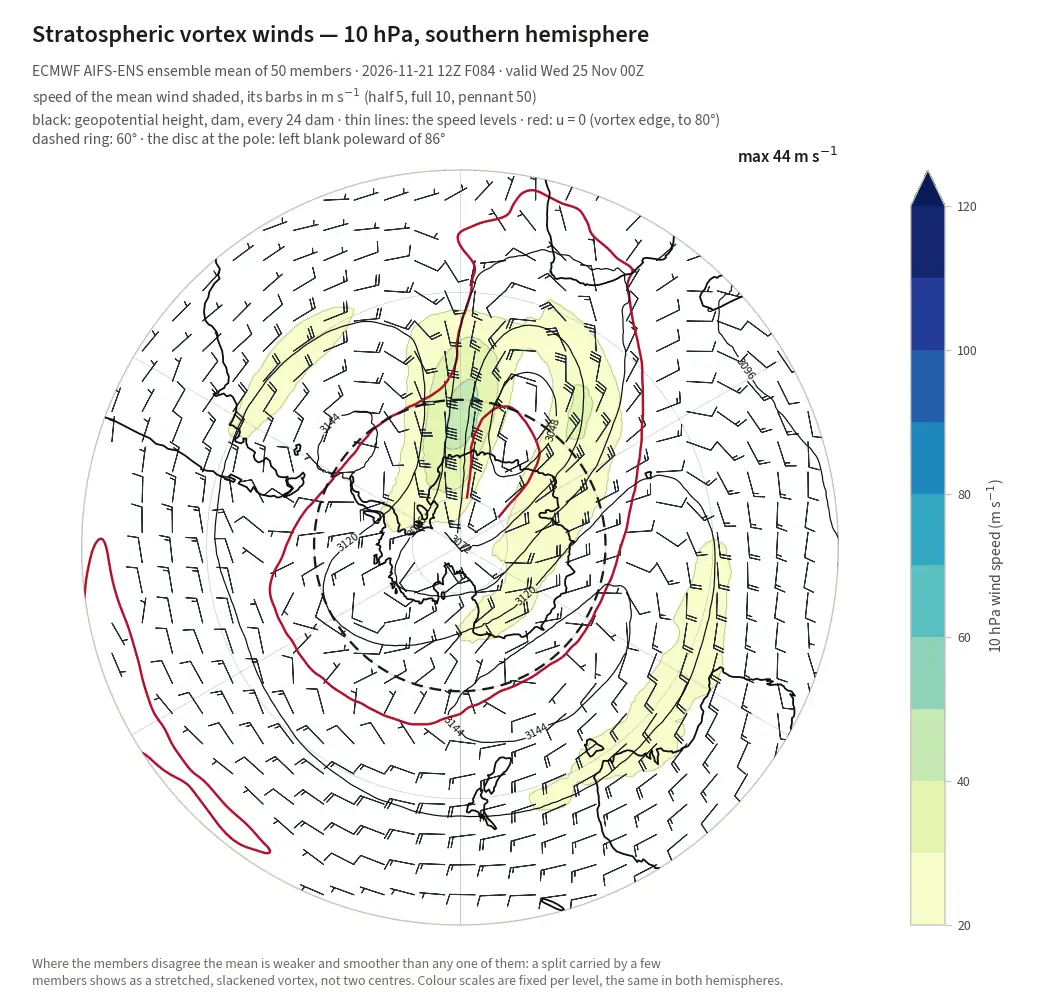 Stratospheric vortex winds — 10 hPa, southern hemisphere
ECMWF AIFS-ENS ensemble mean of 50 members · 2026-11-21 12Z F084 · valid Wed 25 Nov 00Z
speed of the mean wind shaded, its barbs in m s⁻¹ (half 5, full 10, pennant 50)
black: geopotential height, dam, every 24 dam · thin lines: the speed levels · red: u = 0 (vortex edge, to 80°)
dashed ring: 60° · the disc at the pole: left blank poleward of 86°
max 44 m s⁻¹
120
100
80
60
40
20
10 hPa wind speed (m s⁻¹)
3096
3144
3048
3120
3072
3120
3144
3144
Where the members disagree the mean is weaker and smoother than any one of them: a split carried by a few
members shows as a stretched, slackened vortex, not two centres. Colour scales are fixed per level, the same in both hemispheres.